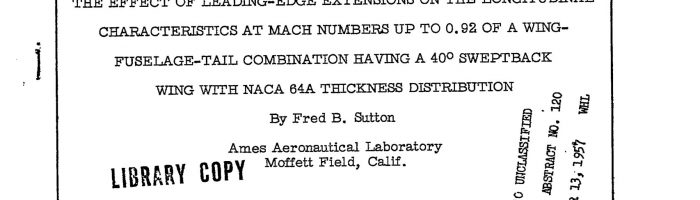 THE EFFECT OF LEADING-EDGE EXTENSIONS ON THE LONGITUDINAL
CHARACTERISTICS AT MACH NUMBERS UP TO 0.92 OF A WING-
FUSELAGE-TAIL COMBINATION HAVING A 40° SWEPTBACK
WING WITH NACA 64A THICKNESS DISTRIBUTION
By Fred B. Sutton
Ames Aeronautical Laboratory
Moffett Field, Calif.
LIBRARY COPY
O UNCLASSIFIED
ABSTRACT NO. 120
13, 1957 WHL